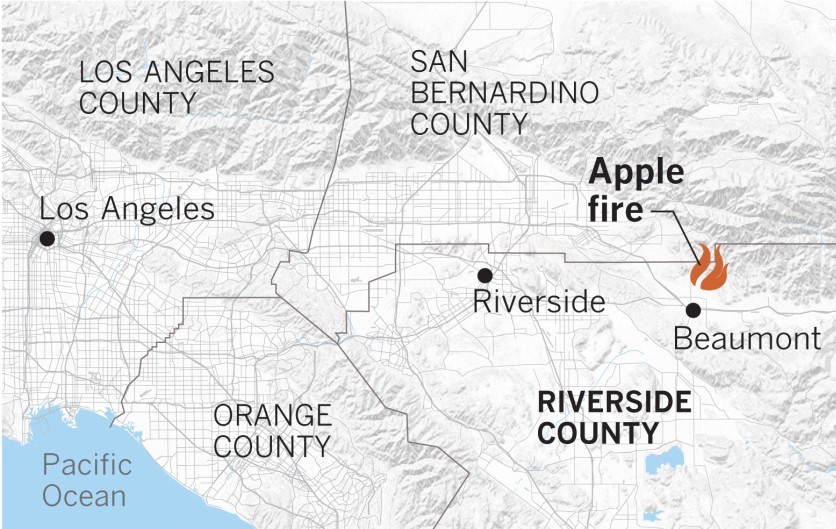 LOS ANGELES
COUNTY
SAN
BERNARDINO
COUNTY
Apple
fire
Los Angeles
Riverside
Beaumont
RIVERSIDE
COUNTY
ORANGE
COUNTY
Pacific
Ocean